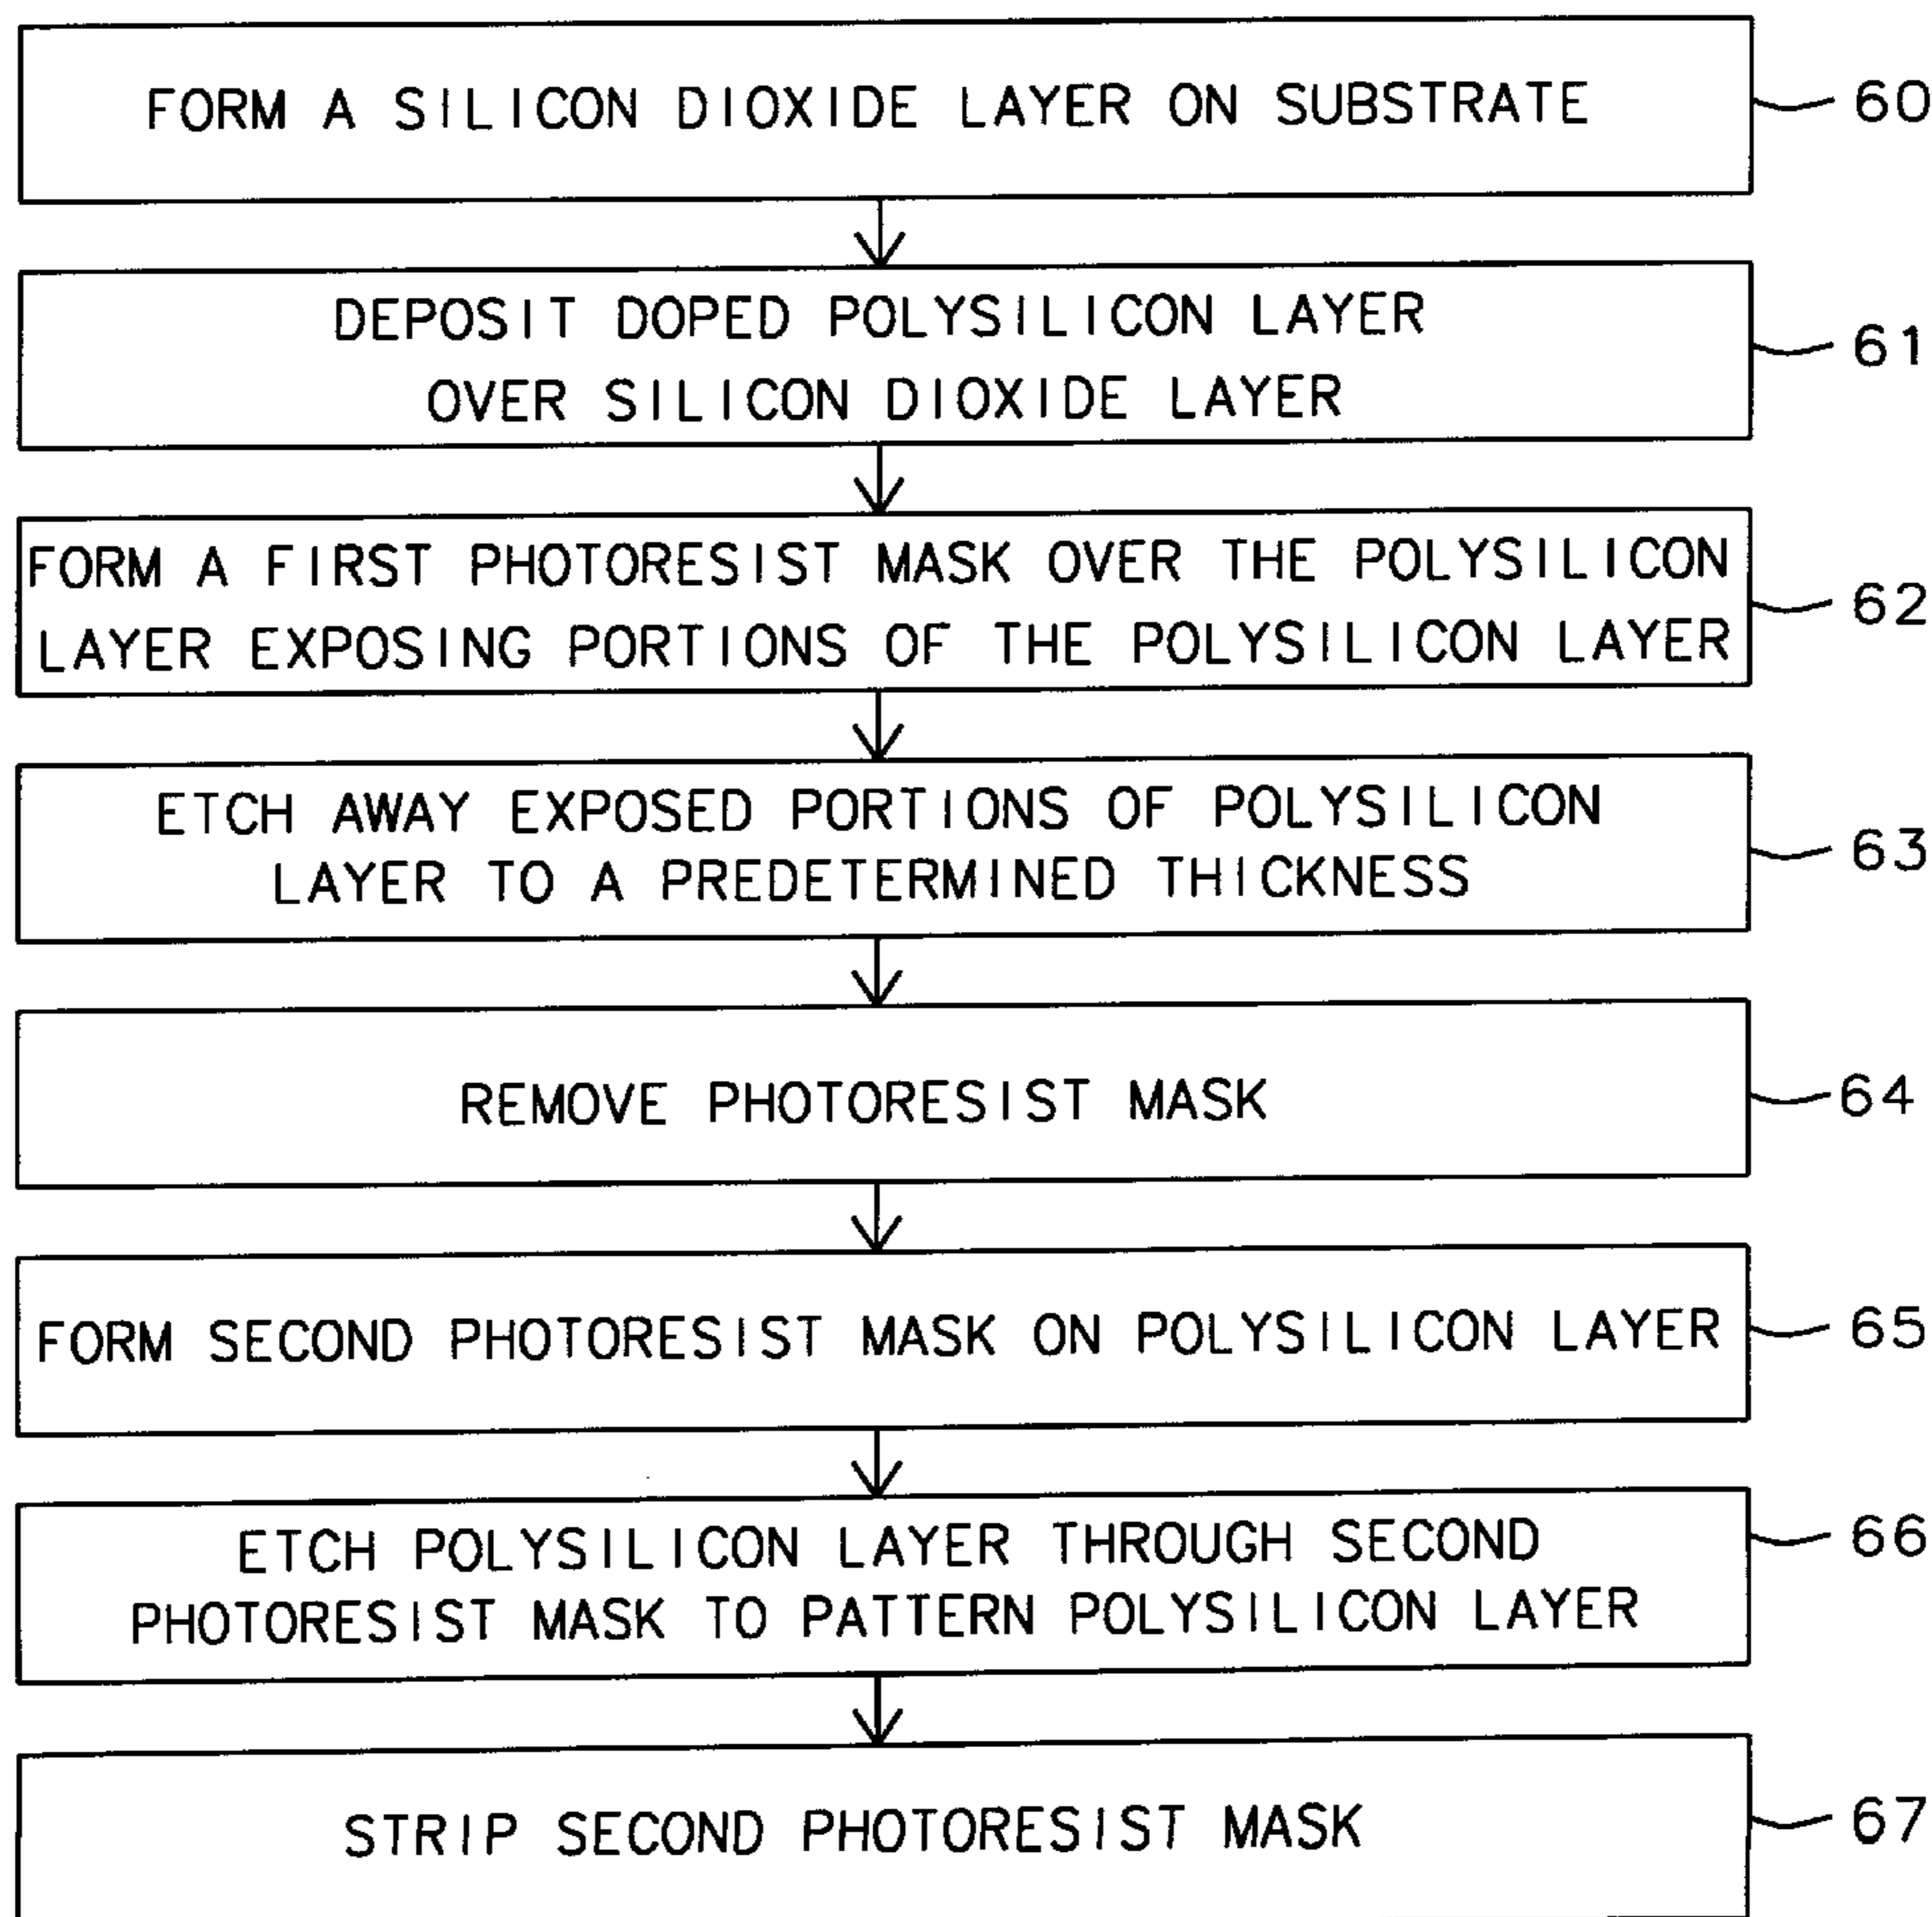 FORM A SILICON DIOXIDE LAYER ON SUBSTRATE
60
DEPOSIT DOPED POLYSILICON LAYER
OVER SILICON DIOXIDE LAYER
61
FORM A FIRST PHOTORESIST MASK OVER THE POLYSILICON
LAYER EXPOSING PORTIONS OF THE POLYSILICON LAYER
62
ETCH AWAY EXPOSED PORTIONS OF POLYSILICON
LAYER TO A PREDETERMINED THICKNESS
63
REMOVE PHOTORESIST MASK
64
FORM SECOND PHOTORESIST MASK ON POLYSILICON LAYER
65
ETCH POLYSILICON LAYER THROUGH SECOND
PHOTORESIST MASK TO PATTERN POLYSILICON LAYER
66
STRIP SECOND PHOTORESIST MASK
67